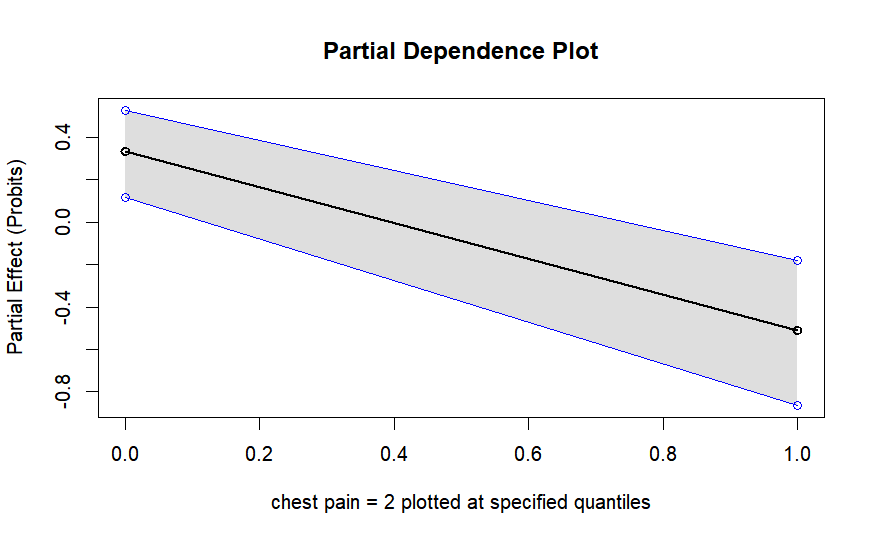 Partial Dependence Plot
Partial Effect (Probits)
0.4
0.0
-0.4
-0.8
0.0 0.2 0.4 0.6 0.8 1.0
chest pain = 2 plotted at specified quantiles